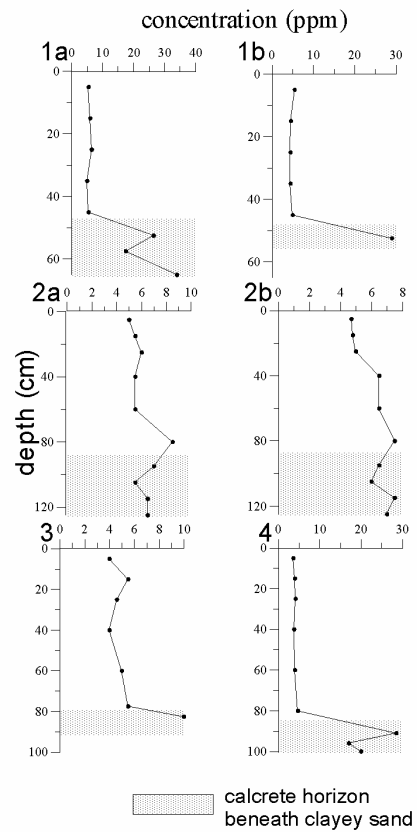 concentration (ppm)
1a
0 10 20 30 40
0
20
40
60
1b
0 10 20 30
0
20
40
60
2a
0 2 4 6 8 10
0
40
80
120
2b
0 2 4 6 8
0
40
80
120
depth (cm)
3
0 2 4 6 8 10
0
20
40
60
80
100
4
0 10 20 30
0
20
40
60
80
100
calcrete horizon
beneath clayey sand